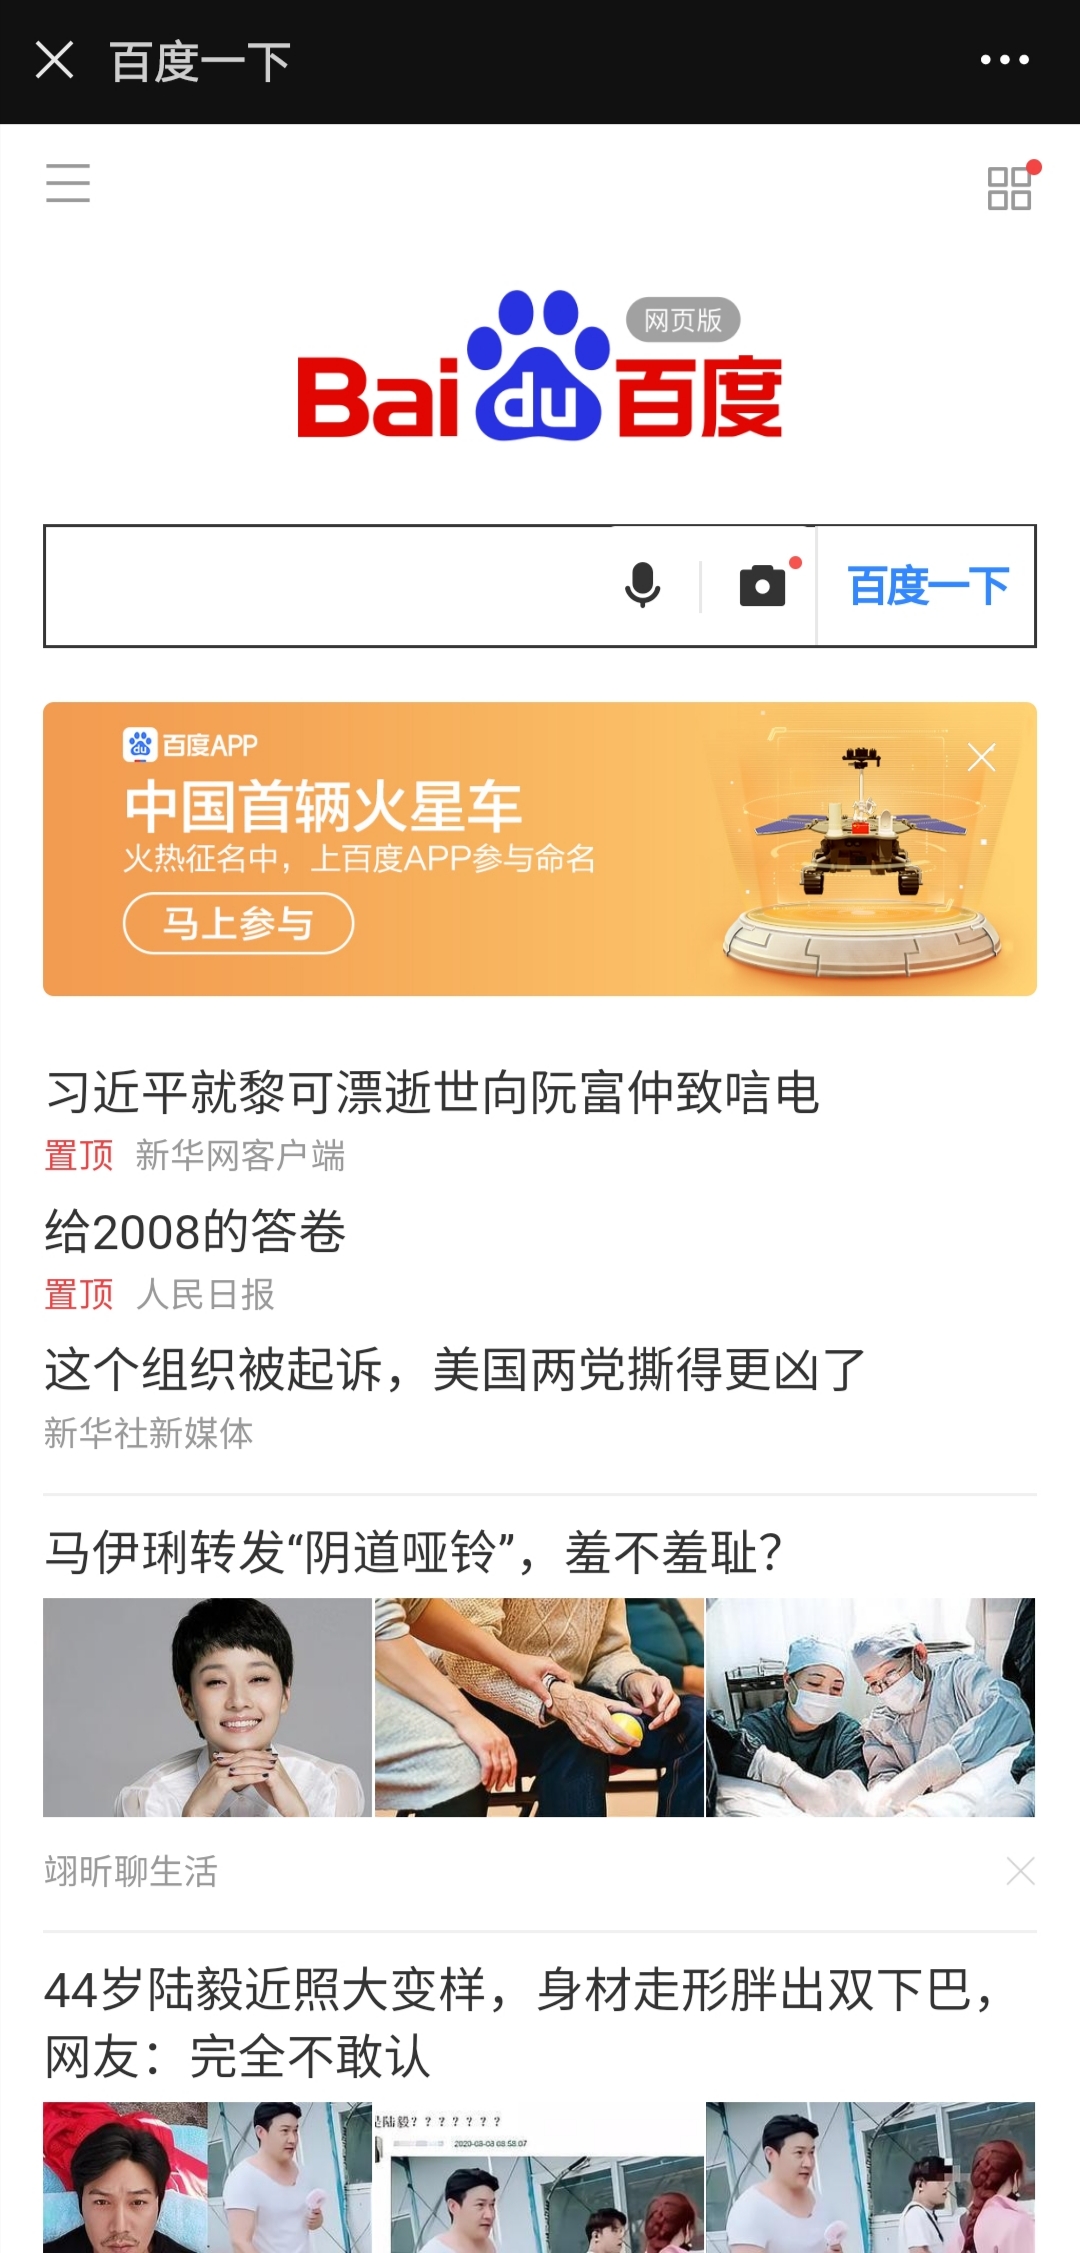 百度一下
网页版
Bai du 百度
百度一下
du 百度APP
中国首辆火星车
火热征名中，上百度APP参与命名
马上参与
习近平就黎可漂逝世向阮富仲致唁电
置顶 新华网客户端
给2008的答卷
置顶 人民日报
这个组织被起诉，美国两党撕得更凶了
新华社新媒体
马伊琍转发“阴道哑铃”，羞不羞耻？
翊昕聊生活
44岁陆毅近照大变样，身材走形胖出双下巴，
网友：完全不敢认
是陆毅？？？？？？？
2020-08-08 08:58:07